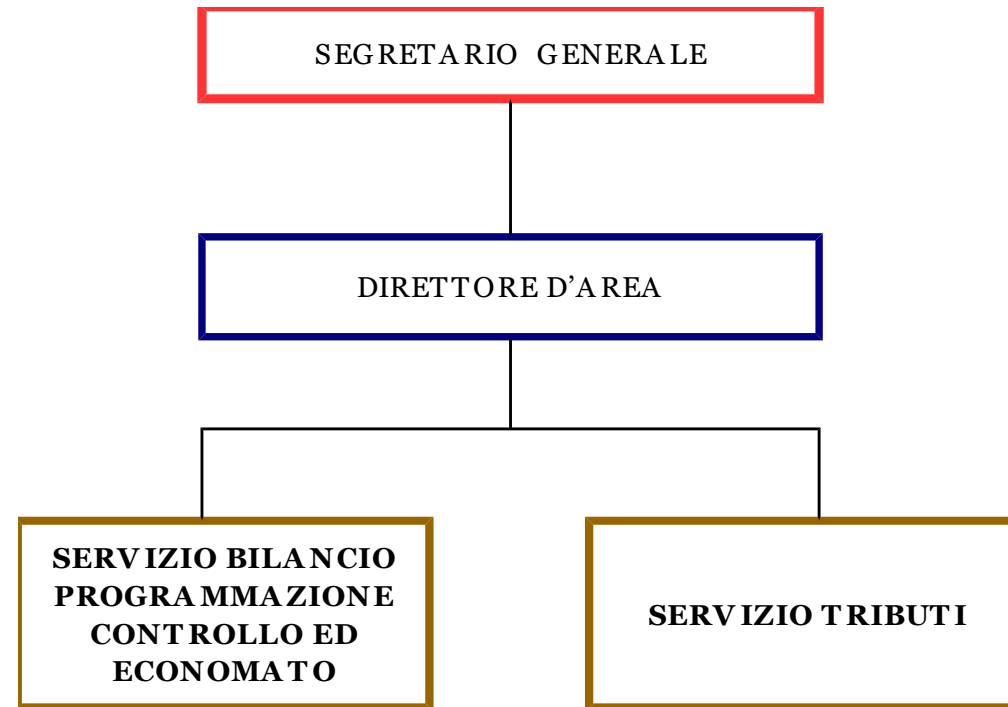 SEGRETARIO GENERALE
DIRETTORE D’AREA
SERVIZIO BILANCIO
PROGRAMMAZIONE
CONTROLLO ED
ECONOMATO
SERVIZIO TRIBUTI